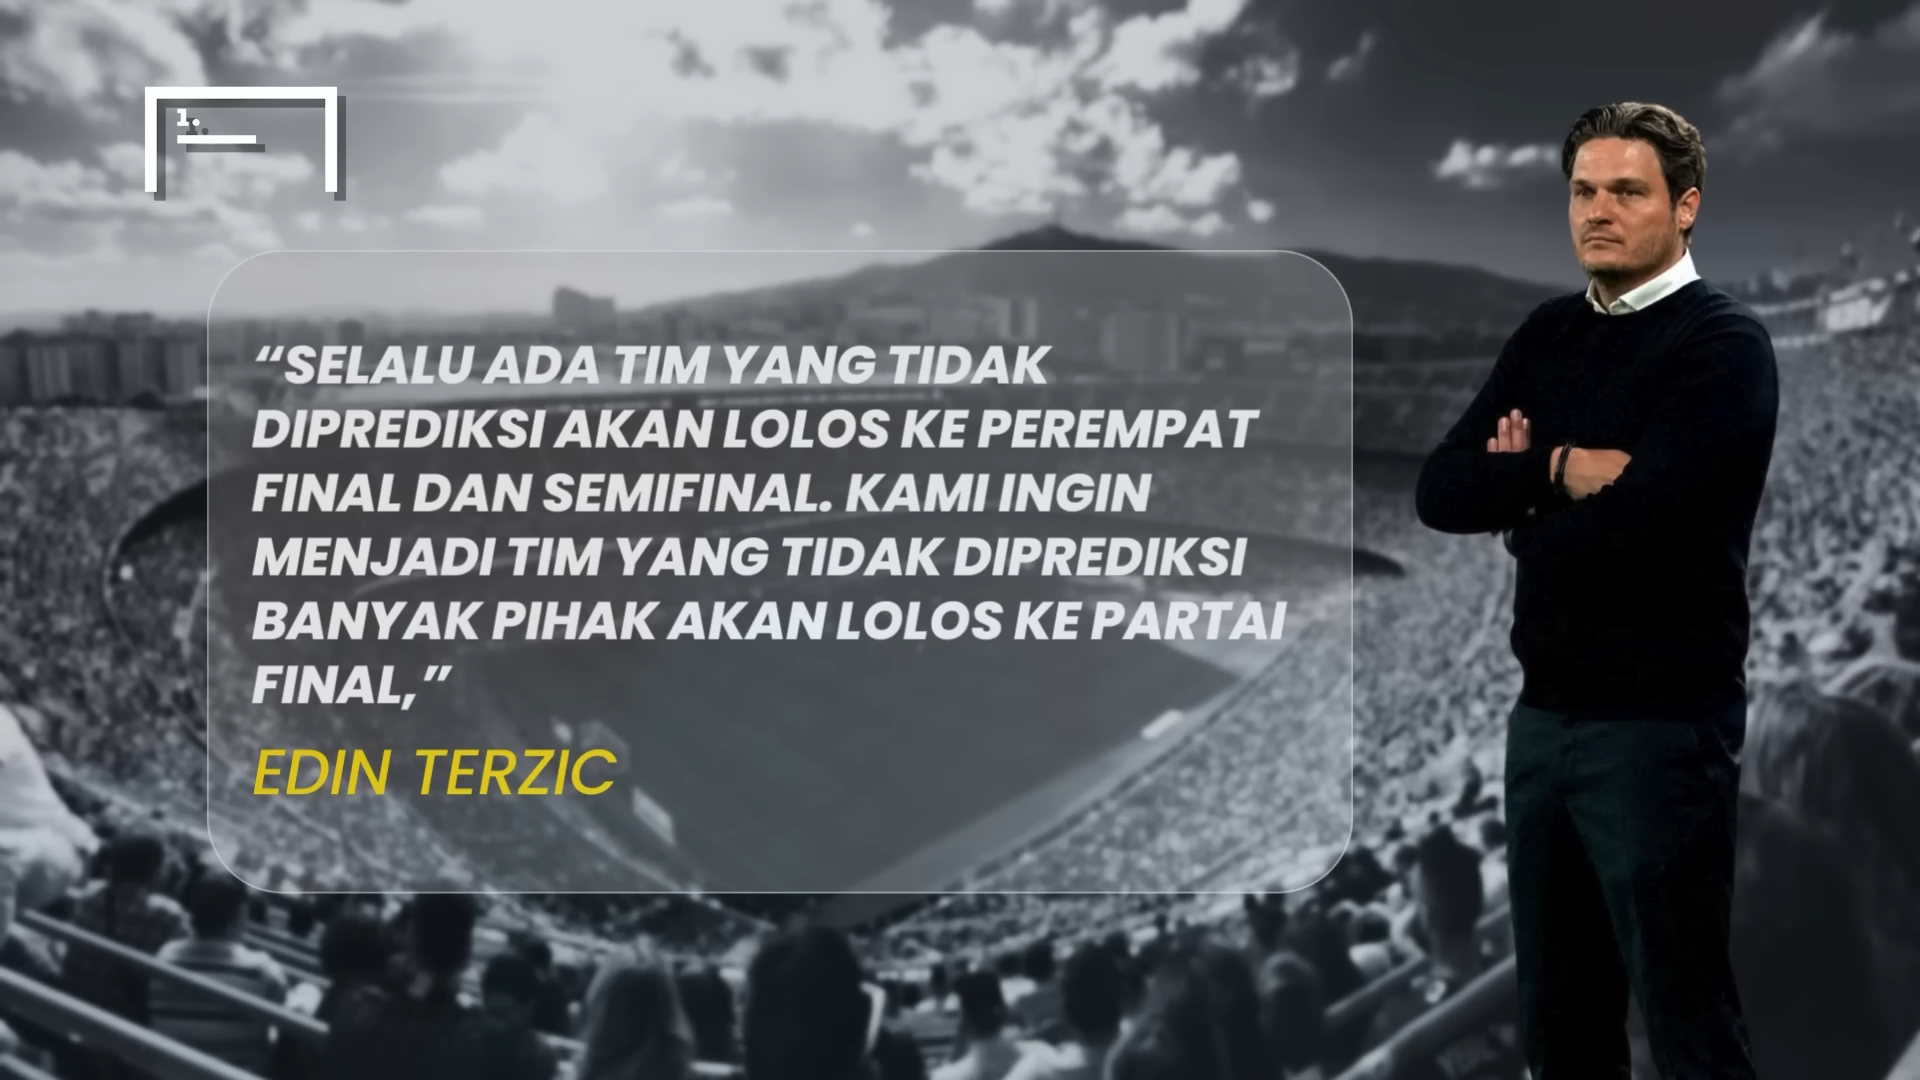 1.
“SELALU ADA TIM YANG TIDAK
DIPREDIKSI AKAN LOLOS KE PEREMPAT
FINAL DAN SEMIFINAL. KAMI INGIN
MENJADI TIM YANG TIDAK DIPREDIKSI
BANYAK PIHAK AKAN LOLOS KE PARTAI
FINAL,”
EDIN TERZIC